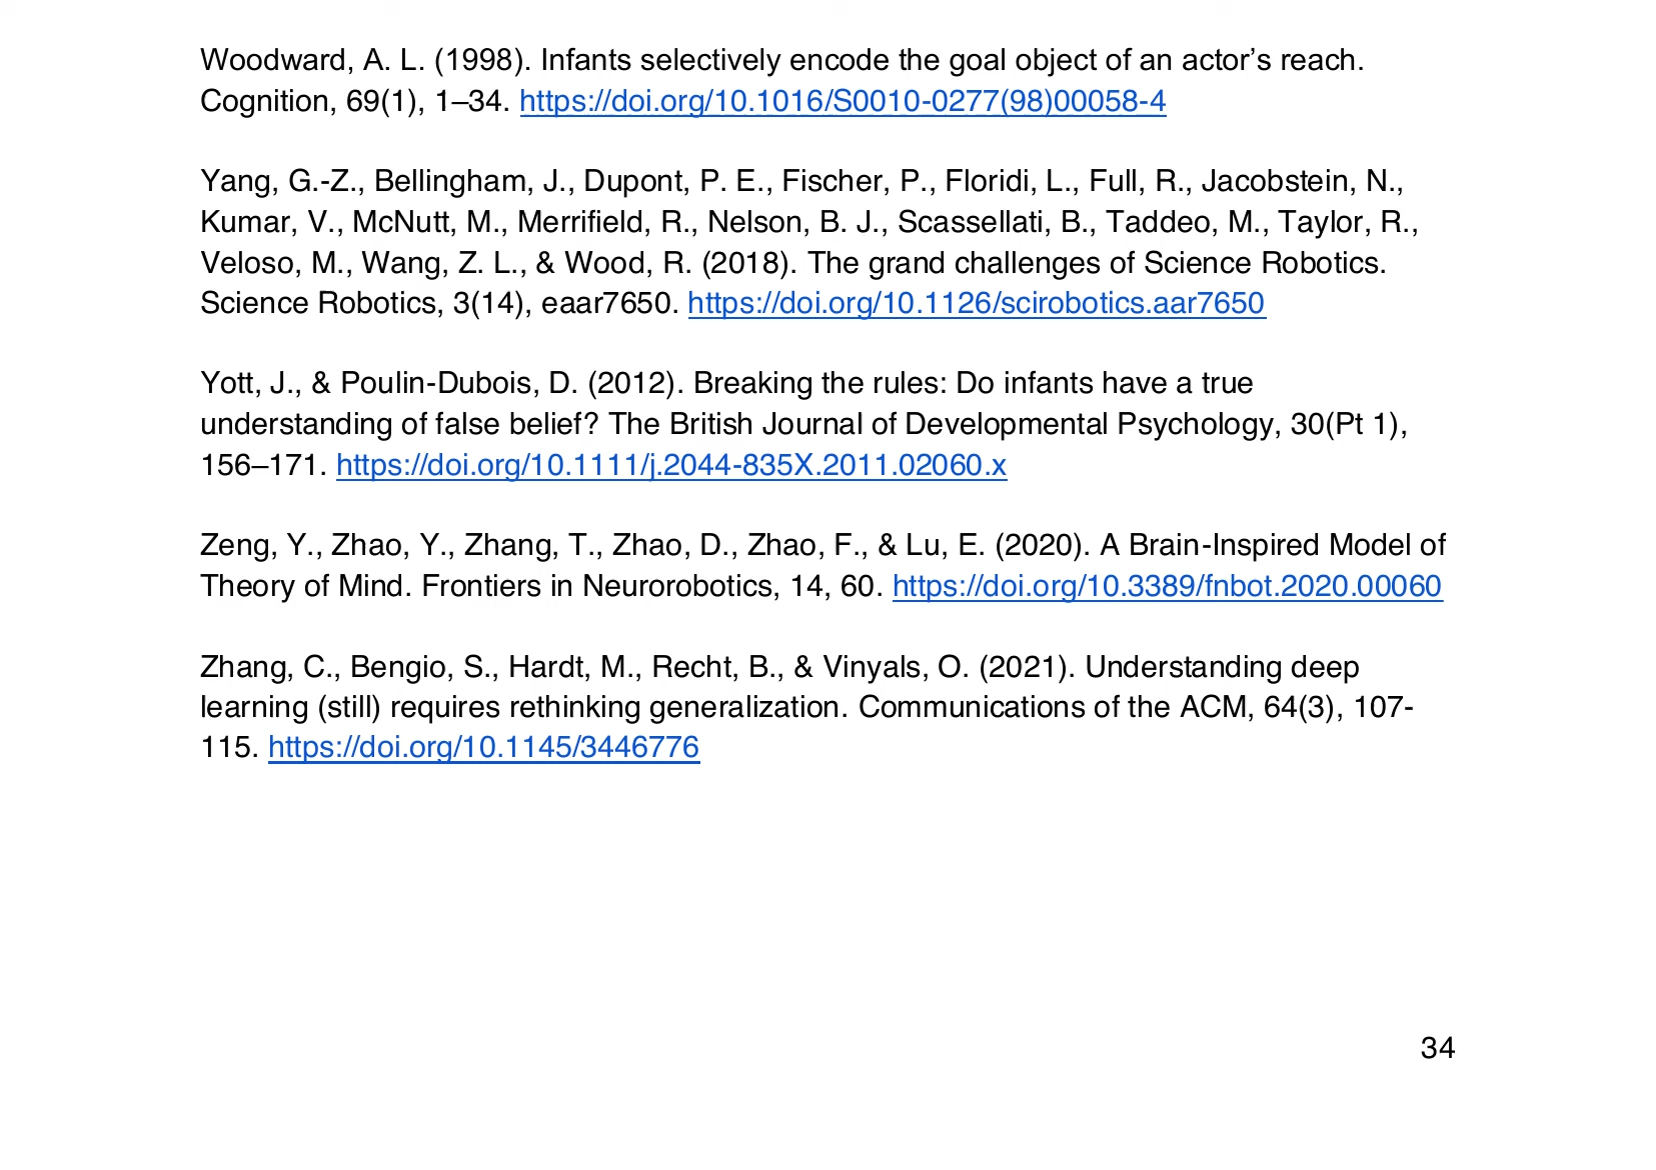 Woodward, A. L. (1998). Infants selectively encode the goal object of an actor’s reach.
Cognition, 69(1), 1–34. https://doi.org/10.1016/S0010-0277(98)00058-4
Yang, G.-Z., Bellingham, J., Dupont, P. E., Fischer, P., Floridi, L., Full, R., Jacobstein, N.,
Kumar, V., McNutt, M., Merrifield, R., Nelson, B. J., Scassellati, B., Taddeo, M., Taylor, R.,
Veloso, M., Wang, Z. L., & Wood, R. (2018). The grand challenges of Science Robotics.
Science Robotics, 3(14), eaar7650. https://doi.org/10.1126/scirobotics.aar7650
Yott, J., & Poulin-Dubois, D. (2012). Breaking the rules: Do infants have a true
understanding of false belief? The British Journal of Developmental Psychology, 30(Pt 1),
156–171. https://doi.org/10.1111/j.2044-835X.2011.02060.x
Zeng, Y., Zhao, Y., Zhang, T., Zhao, D., Zhao, F., & Lu, E. (2020). A Brain-Inspired Model of
Theory of Mind. Frontiers in Neurorobotics, 14, 60. https://doi.org/10.3389/fnbot.2020.00060
Zhang, C., Bengio, S., Hardt, M., Recht, B., & Vinyals, O. (2021). Understanding deep
learning (still) requires rethinking generalization. Communications of the ACM, 64(3), 107-
115. https://doi.org/10.1145/3446776
34